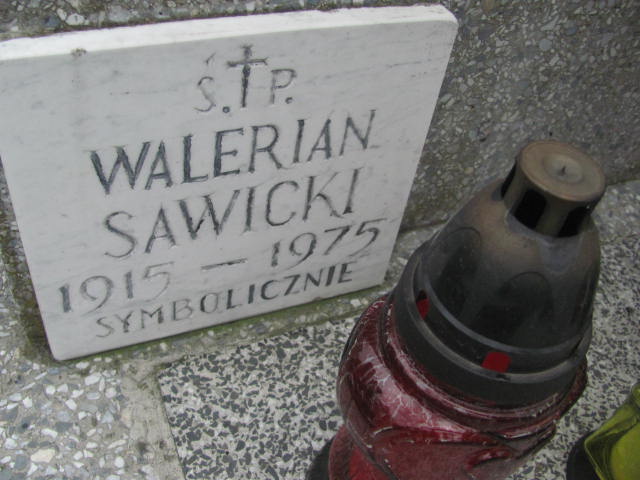 Ś.†P.
WALERIAN
SAWICKI
1915 – 1975
SYMBOLICZNIE